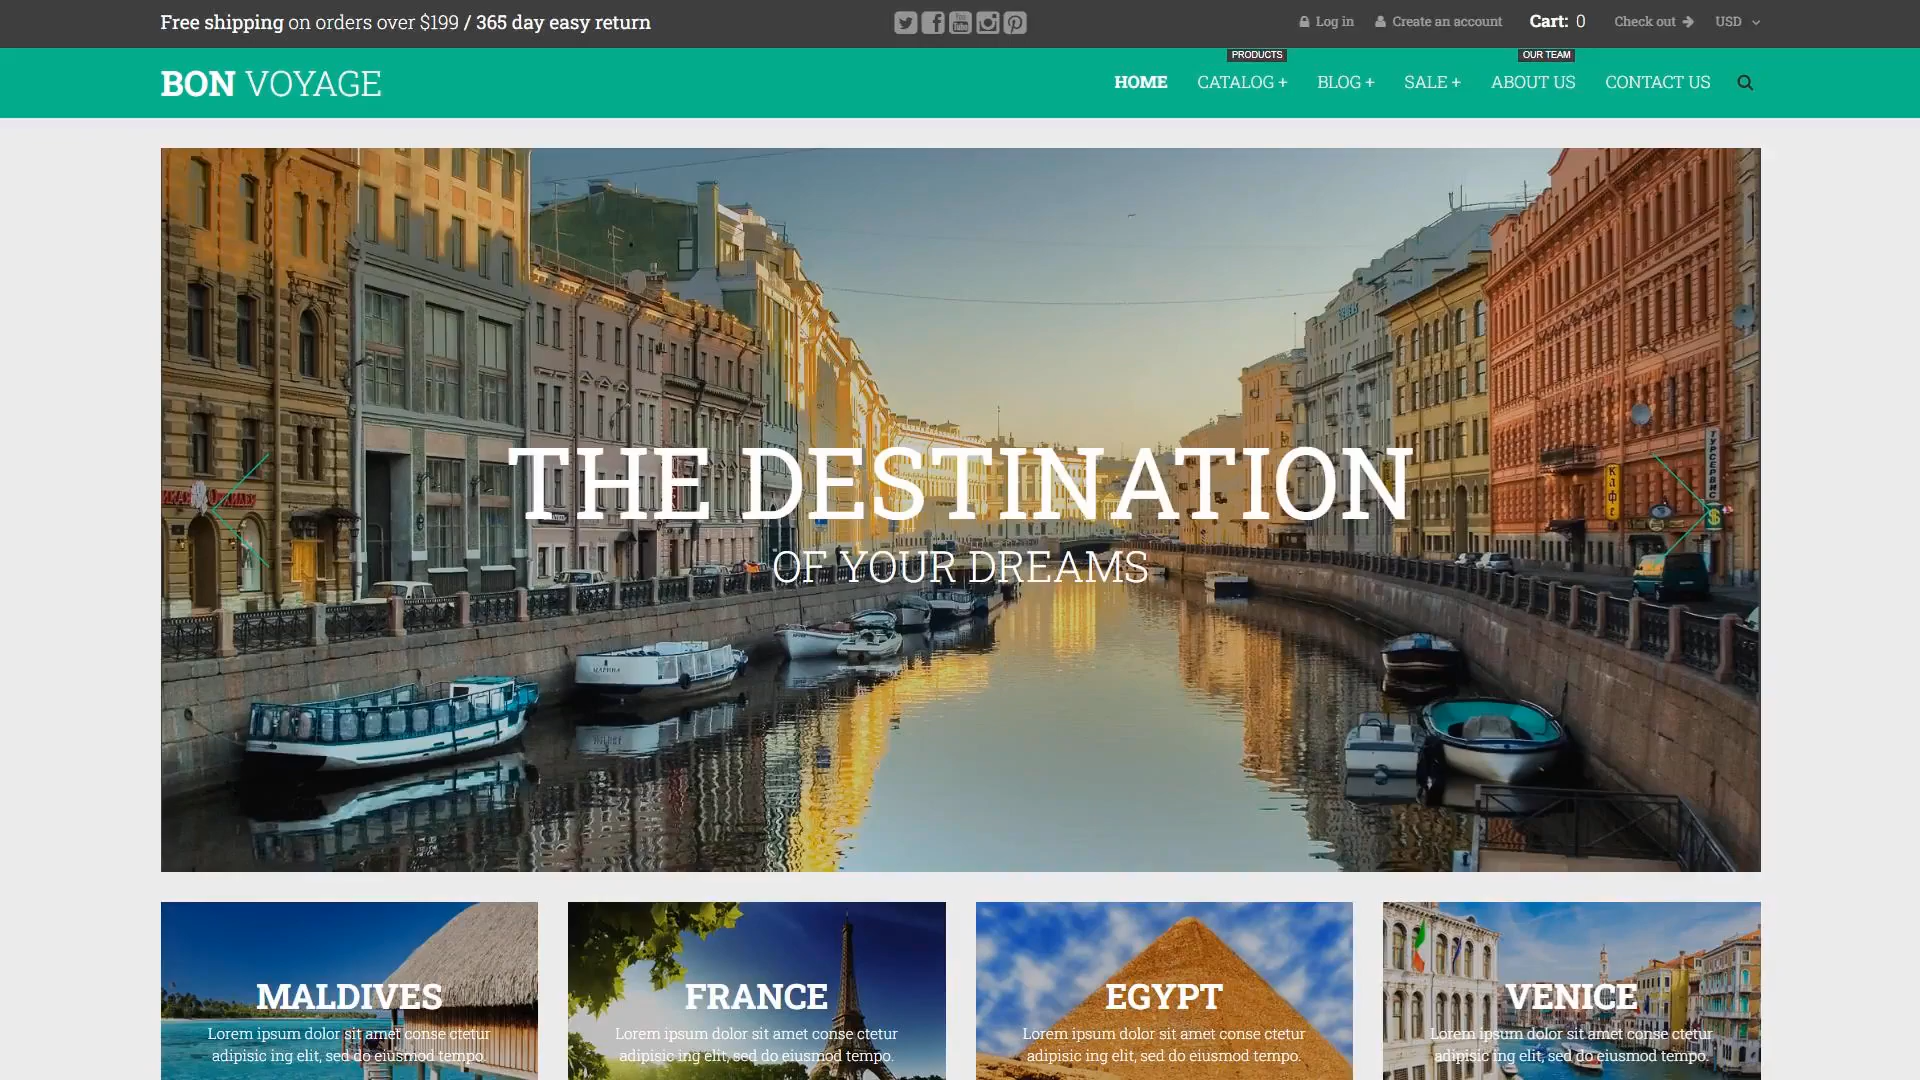 Free shipping on orders over $199 / 365 day easy return
Log in
Create an account
Cart: 0
Check out
USD
BON VOYAGE
PRODUCTS
OUR TEAM
HOME
CATALOG +
BLOG +
SALE +
ABOUT US
CONTACT US
THE DESTINATION
OF YOUR DREAMS
Кафе
ТУРСЕРВИС
$
МАРИНА
MALDIVES
Lorem ipsum dolor sit amet conse ctetur
adipisic ing elit, sed do eiusmod tempo.
FRANCE
Lorem ipsum dolor sit amet conse ctetur
adipisic ing elit, sed do eiusmod tempo.
EGYPT
Lorem ipsum dolor sit amet conse ctetur
adipisic ing elit, sed do eiusmod tempo.
VENICE
Lorem ipsum dolor sit amet conse ctetur
adipisic ing elit, sed do eiusmod tempo.